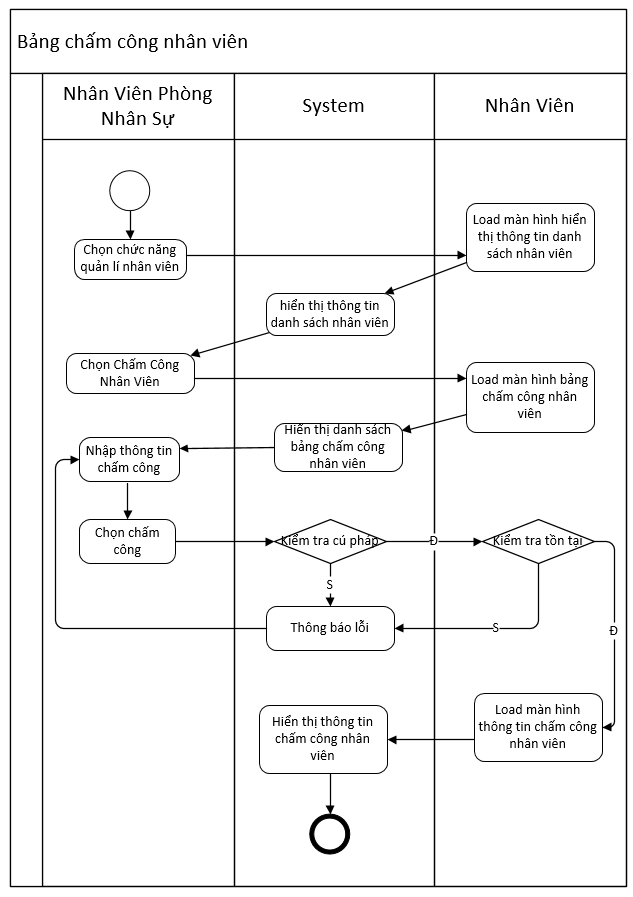 Bảng chấm công nhân viên
Nhân Viên Phòng
Nhân Sự
System
Nhân Viên
Chọn chức năng
quản lí nhân viên
Load màn hình hiển
thị thông tin danh
sách nhân viên
hiển thị thông tin
danh sách nhân viên
Chọn Chấm Công
Nhân Viên
Load màn hình bảng
chấm công nhân
viên
Hiển thị danh sách
bảng chấm công
nhân viên
Nhập thông tin
chấm công
Chọn chấm
công
Kiểm tra cú pháp
Đ
Kiểm tra tồn tại
S
Thông báo lỗi
S
Đ
Load màn hình
thông tin chấm công
nhân viên
Hiển thị thông tin
chấm công nhân
viên